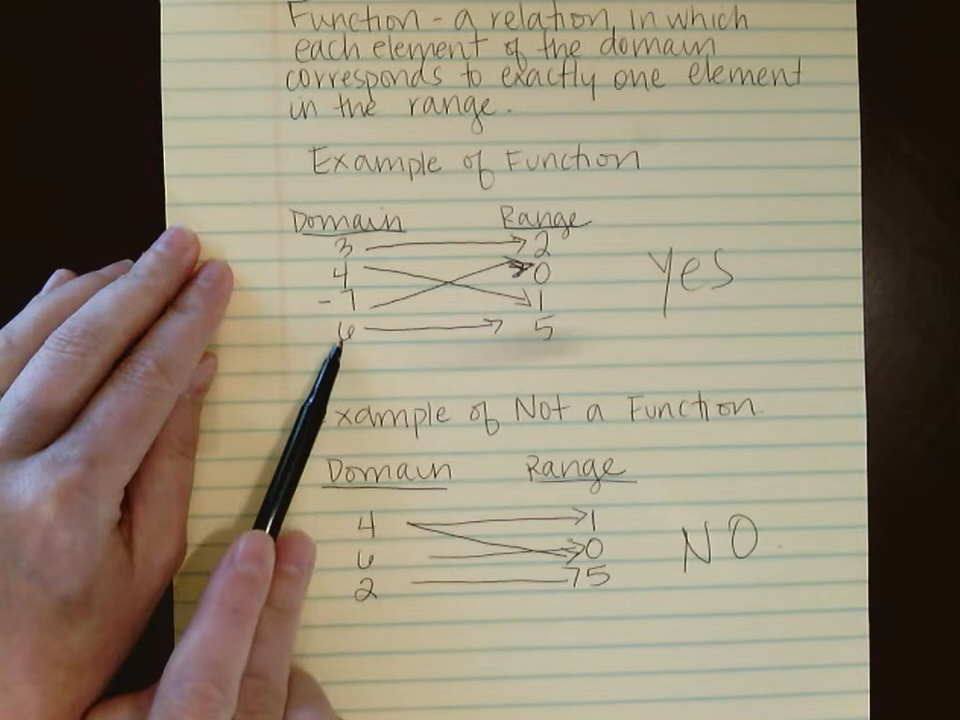 Function - a relation in which
each element of the domain
corresponds to exactly one element
in the range.
Example of Function
Domain Range
3 2
4 0
-7 1
6 5
Yes
xample of Not a Function
Domain Range
4 1
6 0
2 5
NO